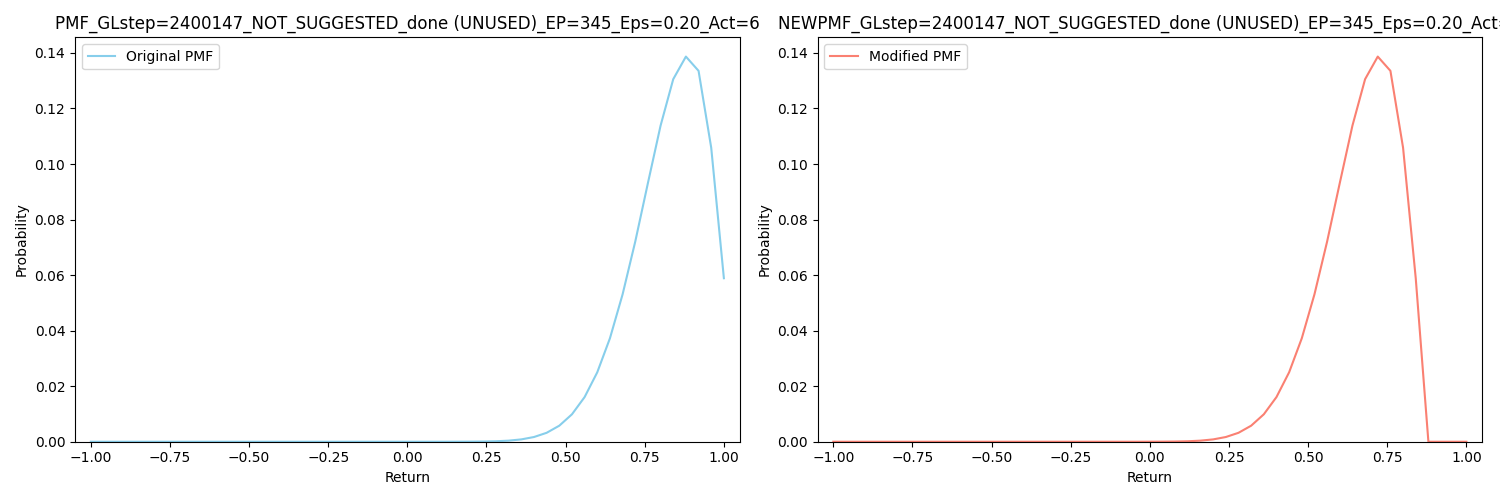 PMF_GLstep=2400147_NOT_SUGGESTED_done (UNUSED)_EP=345_Eps=0.20_Act=6
Original PMF
Probability
0.14
0.12
0.10
0.08
0.06
0.04
0.02
0.00
−1.00 −0.75 −0.50 −0.25 0.00 0.25 0.50 0.75 1.00
Return
NEWPMF_GLstep=2400147_NOT_SUGGESTED_done (UNUSED)_EP=345_Eps=0.20_Act=
Modified PMF
Probability
0.14
0.12
0.10
0.08
0.06
0.04
0.02
0.00
−1.00 −0.75 −0.50 −0.25 0.00 0.25 0.50 0.75 1.00
Return